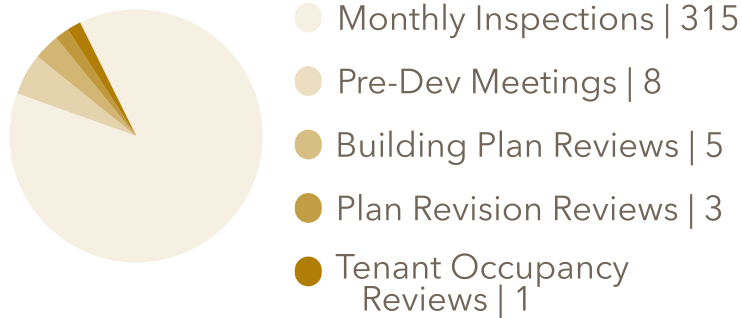 Monthly Inspections | 315
Pre-Dev Meetings | 8
Building Plan Reviews | 5
Plan Revision Reviews | 3
Tenant Occupancy
Reviews | 1